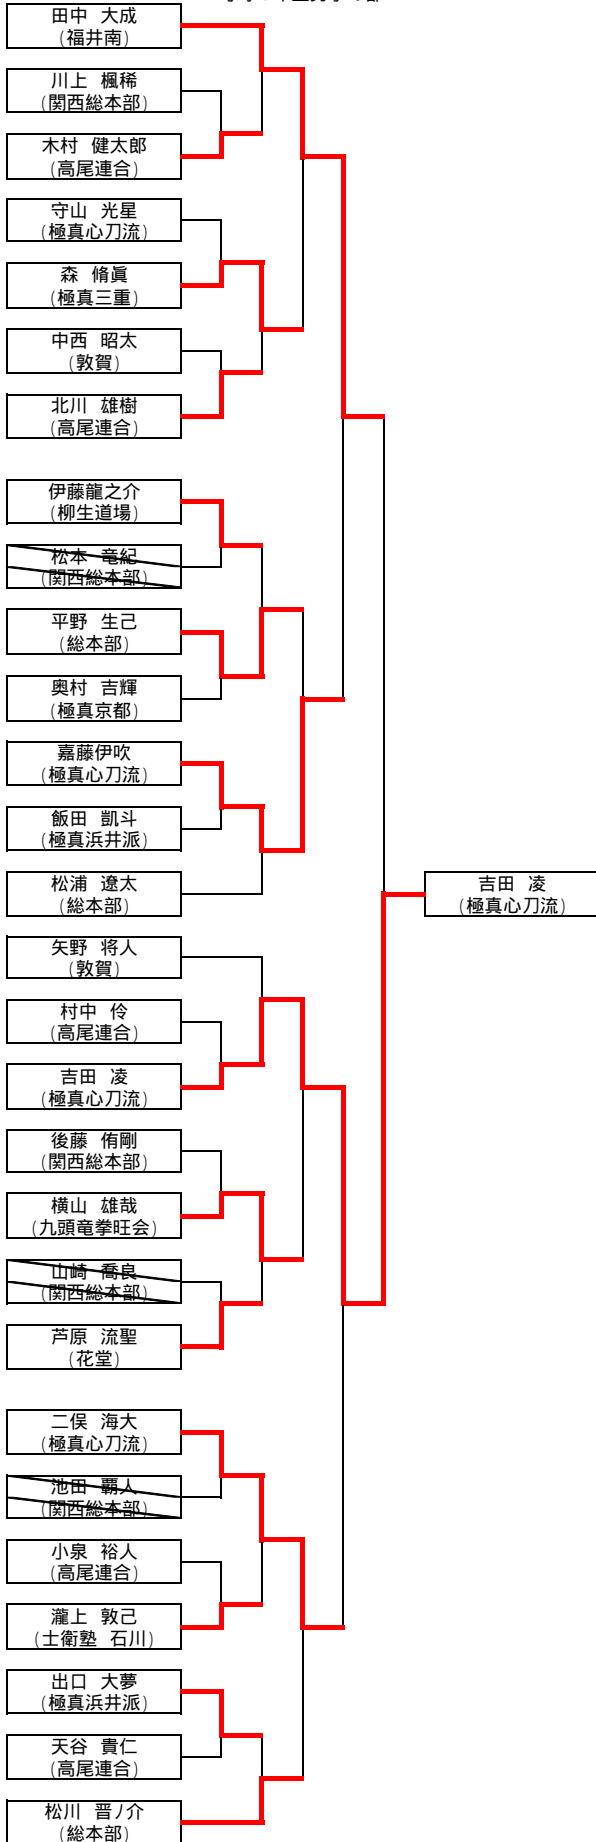 田中 大成
(福井南)
川上 楓稀
(関西総本部)
木村 健太郎
(高尾連合)
守山 光星
(極真心刀流)
森 脩眞
(極真三重)
中西 昭太
(敦賀)
北川 雄樹
(高尾連合)
伊藤龍之介
(柳生道場)
松本 竜紀
(関西総本部)
平野 生己
(総本部)
奥村 吉輝
(極真京都)
嘉藤伊吹
(極真心刀流)
飯田 凱斗
(極真浜井派)
松浦 遼太
(総本部)
吉田 凌
(極真心刀流)
矢野 将人
(敦賀)
村中 伶
(高尾連合)
吉田 凌
(極真心刀流)
後藤 侑剛
(関西総本部)
横山 雄哉
(九頭竜拳旺会)
山崎 喬良
(関西総本部)
芦原 流聖
(花堂)
二俣 海大
(極真心刀流)
池田 覇人
(関西総本部)
小泉 裕人
(高尾連合)
瀧上 敦己
(士衛塾 石川)
出口 大夢
(極真浜井派)
天谷 貴仁
(高尾連合)
松川 晋ノ介
(総本部)